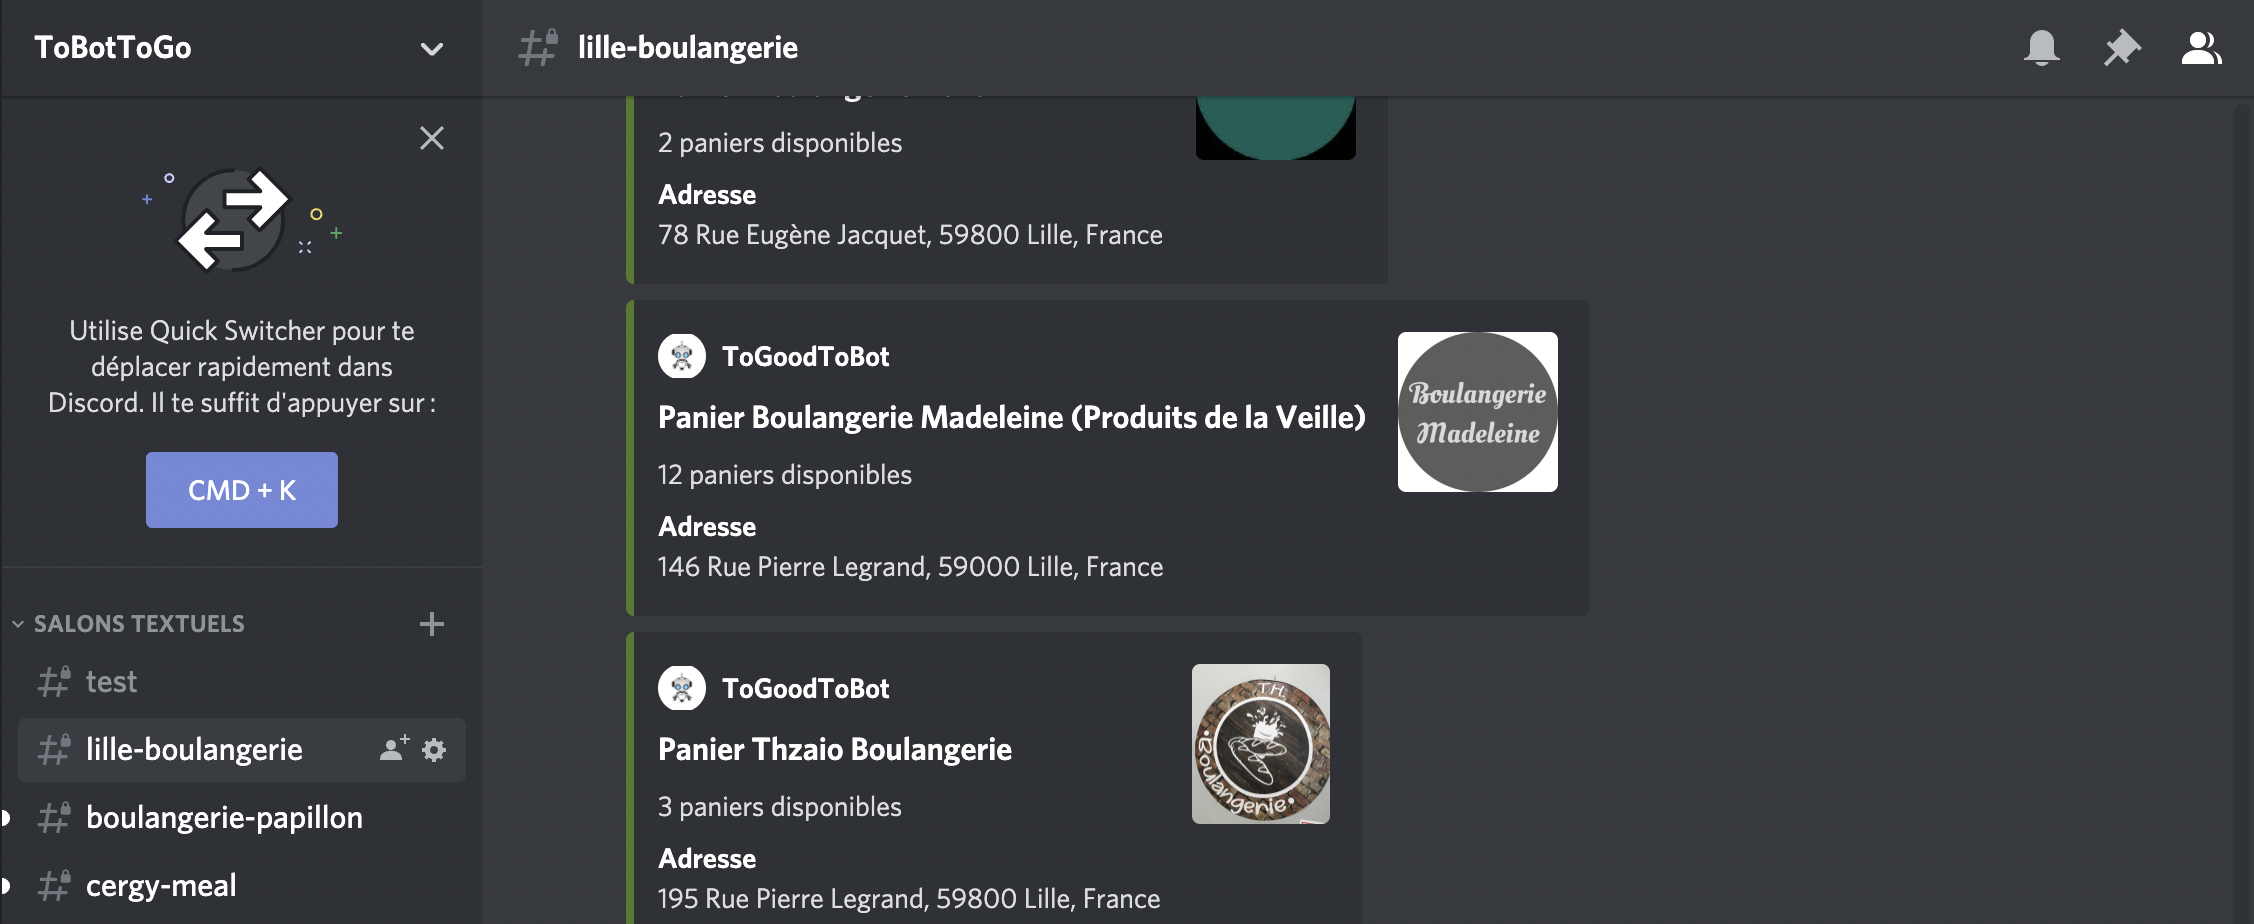 ToBotToGo
lille-boulangerie
Utilise Quick Switcher pour te
déplacer rapidement dans
Discord. Il te suffit d'appuyer sur :
CMD + K
SALONS TEXTUELS
test
lille-boulangerie
boulangerie-papillon
cergy-meal
2 paniers disponibles
Adresse
78 Rue Eugène Jacquet, 59800 Lille, France
ToGoodToBot
Panier Boulangerie Madeleine (Produits de la Veille)
12 paniers disponibles
Adresse
146 Rue Pierre Legrand, 59000 Lille, France
Boulangerie
Madeleine
ToGoodToBot
Panier Thzaio Boulangerie
3 paniers disponibles
Adresse
195 Rue Pierre Legrand, 59800 Lille, France
TH
Boulangerie